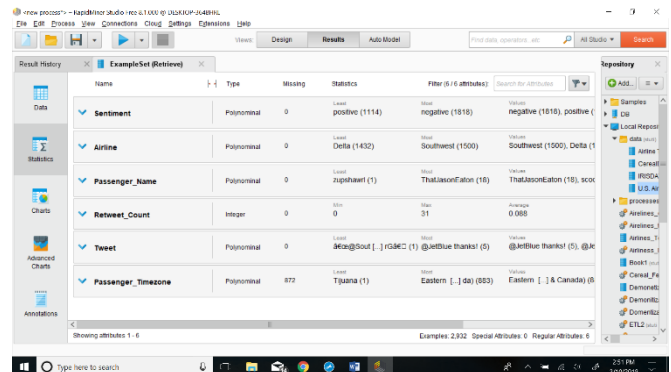 <new process*> – RapidMiner Studio Free 8.1.000 @ DESKTOP-364BHRL
File Edit Process View Connections Cloud Settings Extensions Help
Views: Design Results Auto Model Find data, operators...etc All Studio Search
Result History ExampleSet (Retrieve) Repository
Name Type Missing Statistics Filter (6 / 6 attributes): Search for Attributes
Add...
Data
Statistics
Charts
Advanced
Charts
Annotations
Sentiment Polynominal 0 Least positive (1114) Most negative (1818) Values negative (1818), positive (
Airline Polynominal 0 Least Delta (1432) Most Southwest (1500) Values Southwest (1500), Delta (1
Passenger_Name Polynominal 0 Least zupshawrl (1) Most ThatJasonEaton (18) Values ThatJasonEaton (18), scoo
Retweet_Count Integer 0 Min 0 Max 31 Average 0.088
Tweet Polynominal 0 Least “@Sout [...] Most @JetBlue thanks! (5) Values @JetBlue thanks! (5), @Je
Passenger_Timezone Polynominal 872 Least Tijuana (1) Most Eastern [...] da) (883) Values Eastern [...] & Canada) (8
Showing attributes 1 - 6 Examples: 2,932 Special Attributes: 0 Regular Attributes: 6
Samples
DB
Local Reposi
data
Airline T
Cereal
IRISDA
U.S. Air
processes
Airelines_
Airelines_
Airlines_T
Airlines_
Book1
Cereal_Fe
Demoneti
Demonitiz
Domenitiz
ETL2
Type here to search
2:51 PM